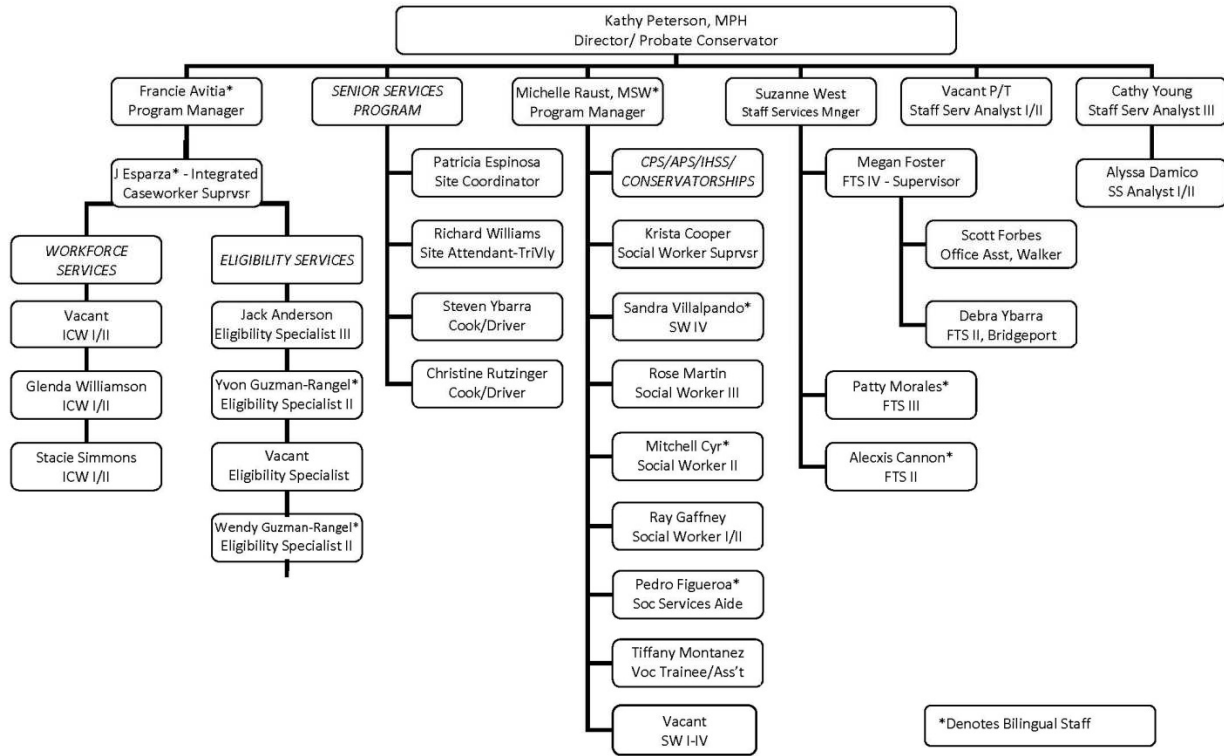 Kathy Peterson, MPH
Director/ Probate Conservator
Francie Avitia*
Program Manager
J Esparza* - Integrated
Caseworker Suprvsr
WORKFORCE
SERVICES
Vacant
ICW I/II
Glenda Williamson
ICW I/II
Stacie Simmons
ICW I/II
ELIGIBILITY SERVICES
Jack Anderson
Eligibility Specialist III
Yvon Guzman-Rangel*
Eligibility Specialist II
Vacant
Eligibility Specialist
Wendy Guzman-Rangel*
Eligibility Specialist II
SENIOR SERVICES
PROGRAM
Patricia Espinosa
Site Coordinator
Richard Williams
Site Attendant-TriVly
Steven Ybarra
Cook/Driver
Christine Rutzinger
Cook/Driver
Michelle Raust, MSW*
Program Manager
CPS/APS/IHSS/
CONSERVATORSHIPS
Krista Cooper
Social Worker Suprvsr
Sandra Villalpando*
SW IV
Rose Martin
Social Worker III
Mitchell Cyr*
Social Worker II
Ray Gaffney
Social Worker I/II
Pedro Figueroa*
Soc Services Aide
Tiffany Montanez
Voc Trainee/Ass't
Vacant
SW I-IV
Suzanne West
Staff Services Mnger
Megan Foster
FTS IV - Supervisor
Scott Forbes
Office Asst, Walker
Debra Ybarra
FTS II, Bridgeport
Patty Morales*
FTS III
Alecxis Cannon*
FTS II
Vacant P/T
Staff Serv Analyst I/II
Cathy Young
Staff Serv Analyst III
Alyssa Damico
SS Analyst I/II
*Denotes Bilingual Staff